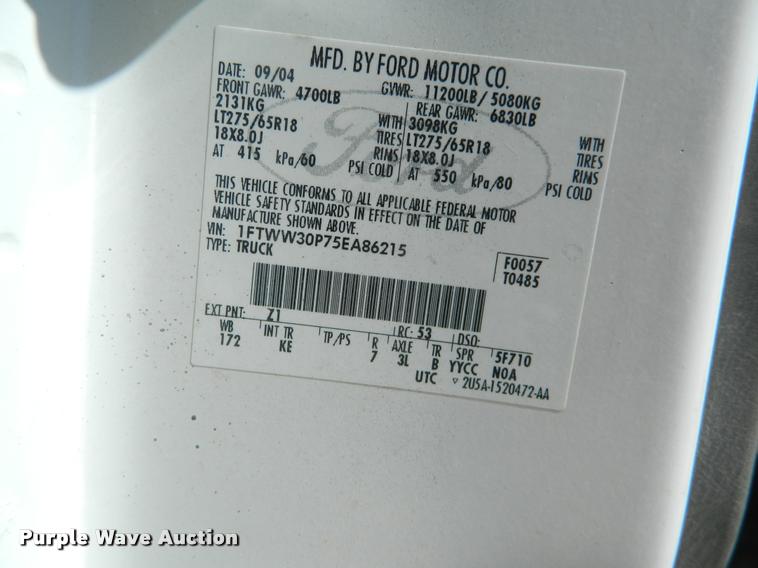 MFD. BY FORD MOTOR CO.
DATE: 09/04 GVWR: 11200LB/ 5080KG
FRONT GAWR: 4700LB REAR GAWR: 6830LB
2131KG WITH 3098KG WITH
LT275/65R18 TIRES LT275/65R18 TIRES
18X8.0J RIMS 18X8.0J RIMS
AT 415 kPa/60 PSI COLD AT 550 kPa/80 PSI COLD
Ford
THIS VEHICLE CONFORMS TO ALL APPLICABLE FEDERAL MOTOR
VEHICLE SAFETY STANDARDS IN EFFECT ON THE DATE OF
MANUFACTURE SHOWN ABOVE.
VIN: 1FTWW30P75EA86215
TYPE: TRUCK
F0057
T0485
EXT PNT: Z1 RC: 53 DSO:
WB INT TR TP/PS R AXLE TR SPR 5F710
172 KE 7 3L B YYCC N0A
UTC ▽ 2U5A-1520472-AA
Purple Wave Auction